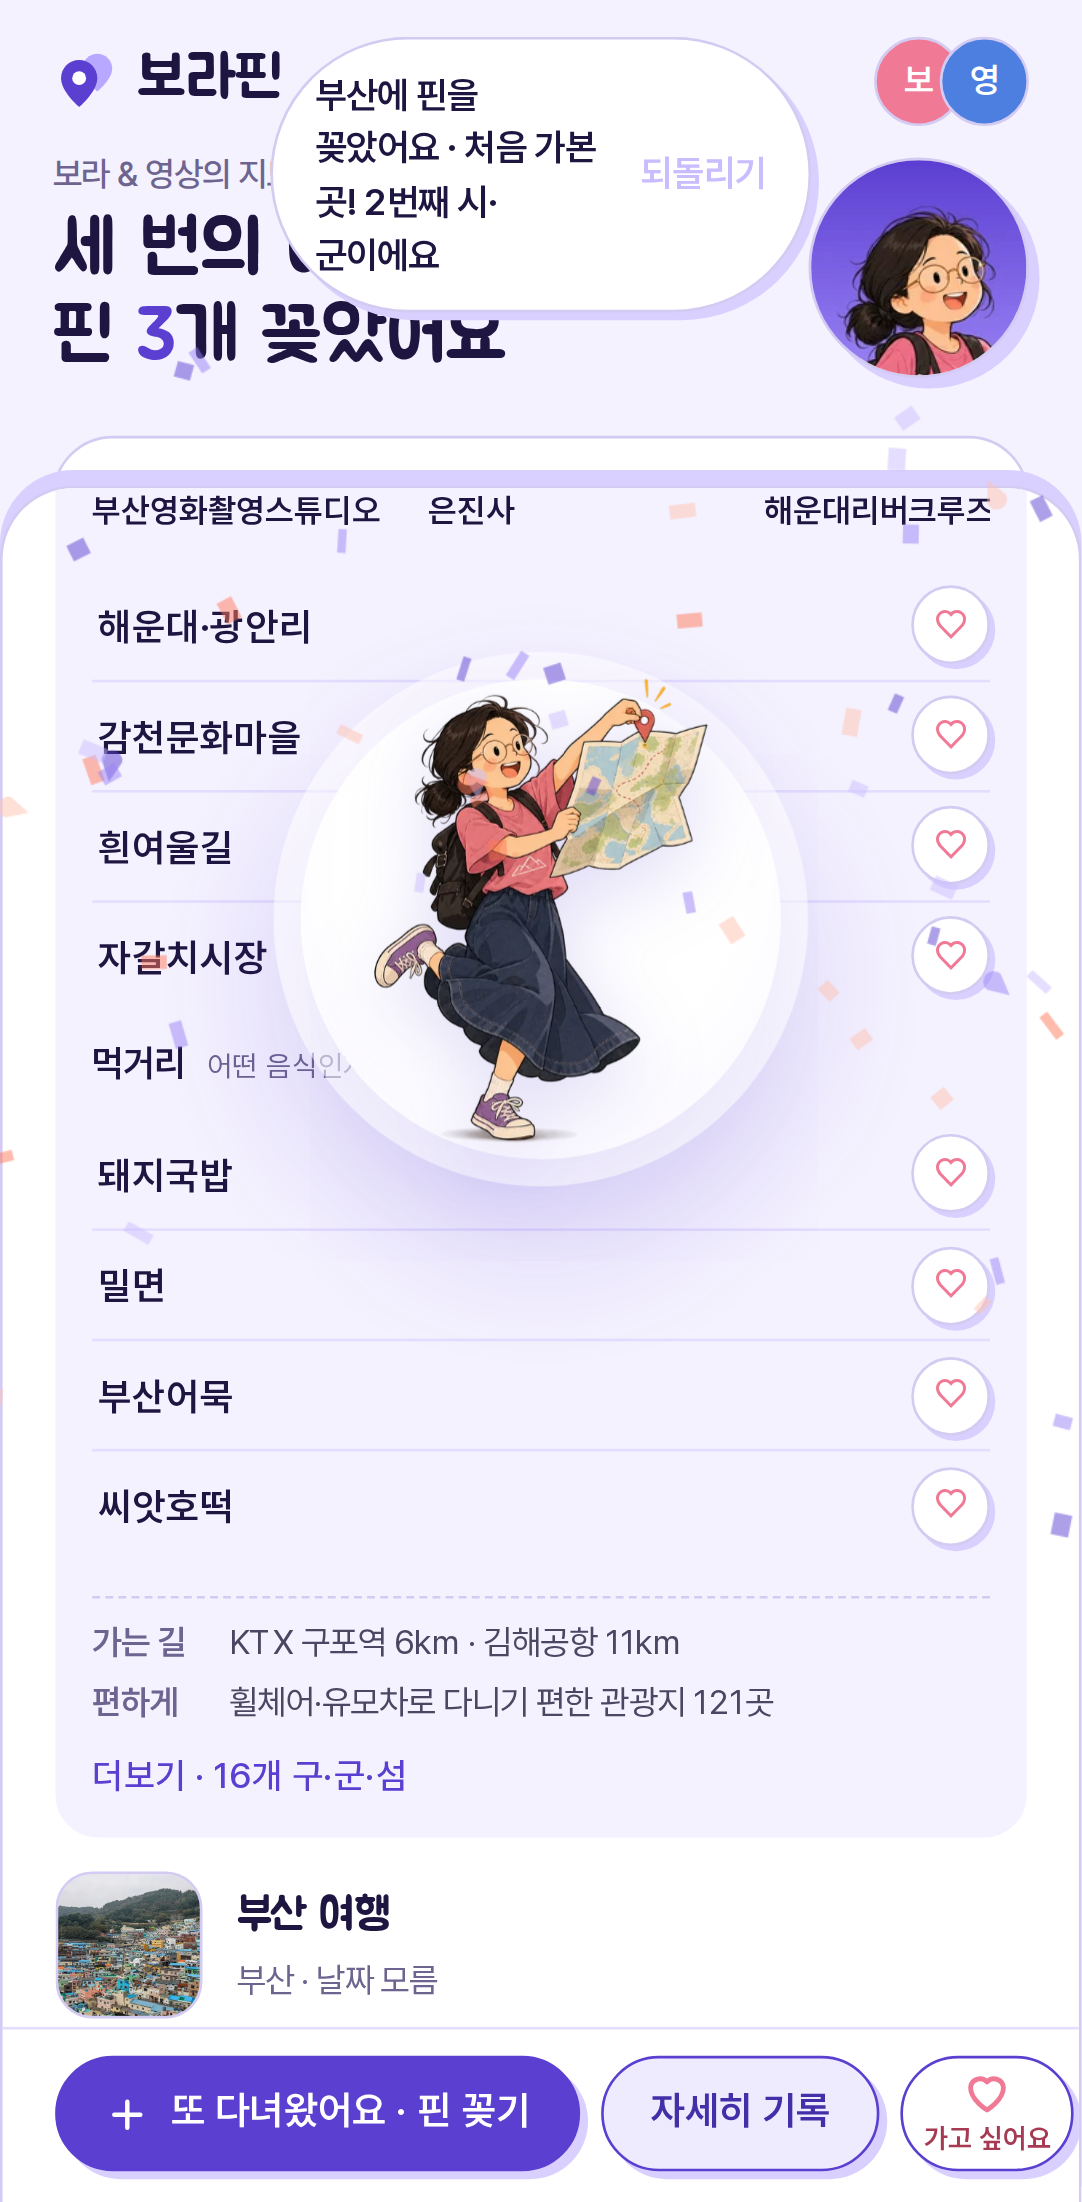 보라핀
부산에 핀을
꽂았어요 · 처음 가본
곳! 2번째 시·
군이에요
되돌리기
보
영
보라 & 영상의
세 번의
핀 3개 꽂았어요
부산영화촬영스튜디오
은진사
해운대리버크루즈
해운대·광안리
감천문화마을
흰여울길
자갈치시장
먹거리 어떤
돼지국밥
밀면
부산어묵
씨앗호떡
가는 길 KTX 구포역 6km · 김해공항 11km
편하게 휠체어·유모차로 다니기 편한 관광지 121곳
더보기 · 16개 구·군·섬
부산 여행
부산 · 날짜 모름
+ 또 다녀왔어요 · 핀 꽂기
자세히 기록
가고 싶어요